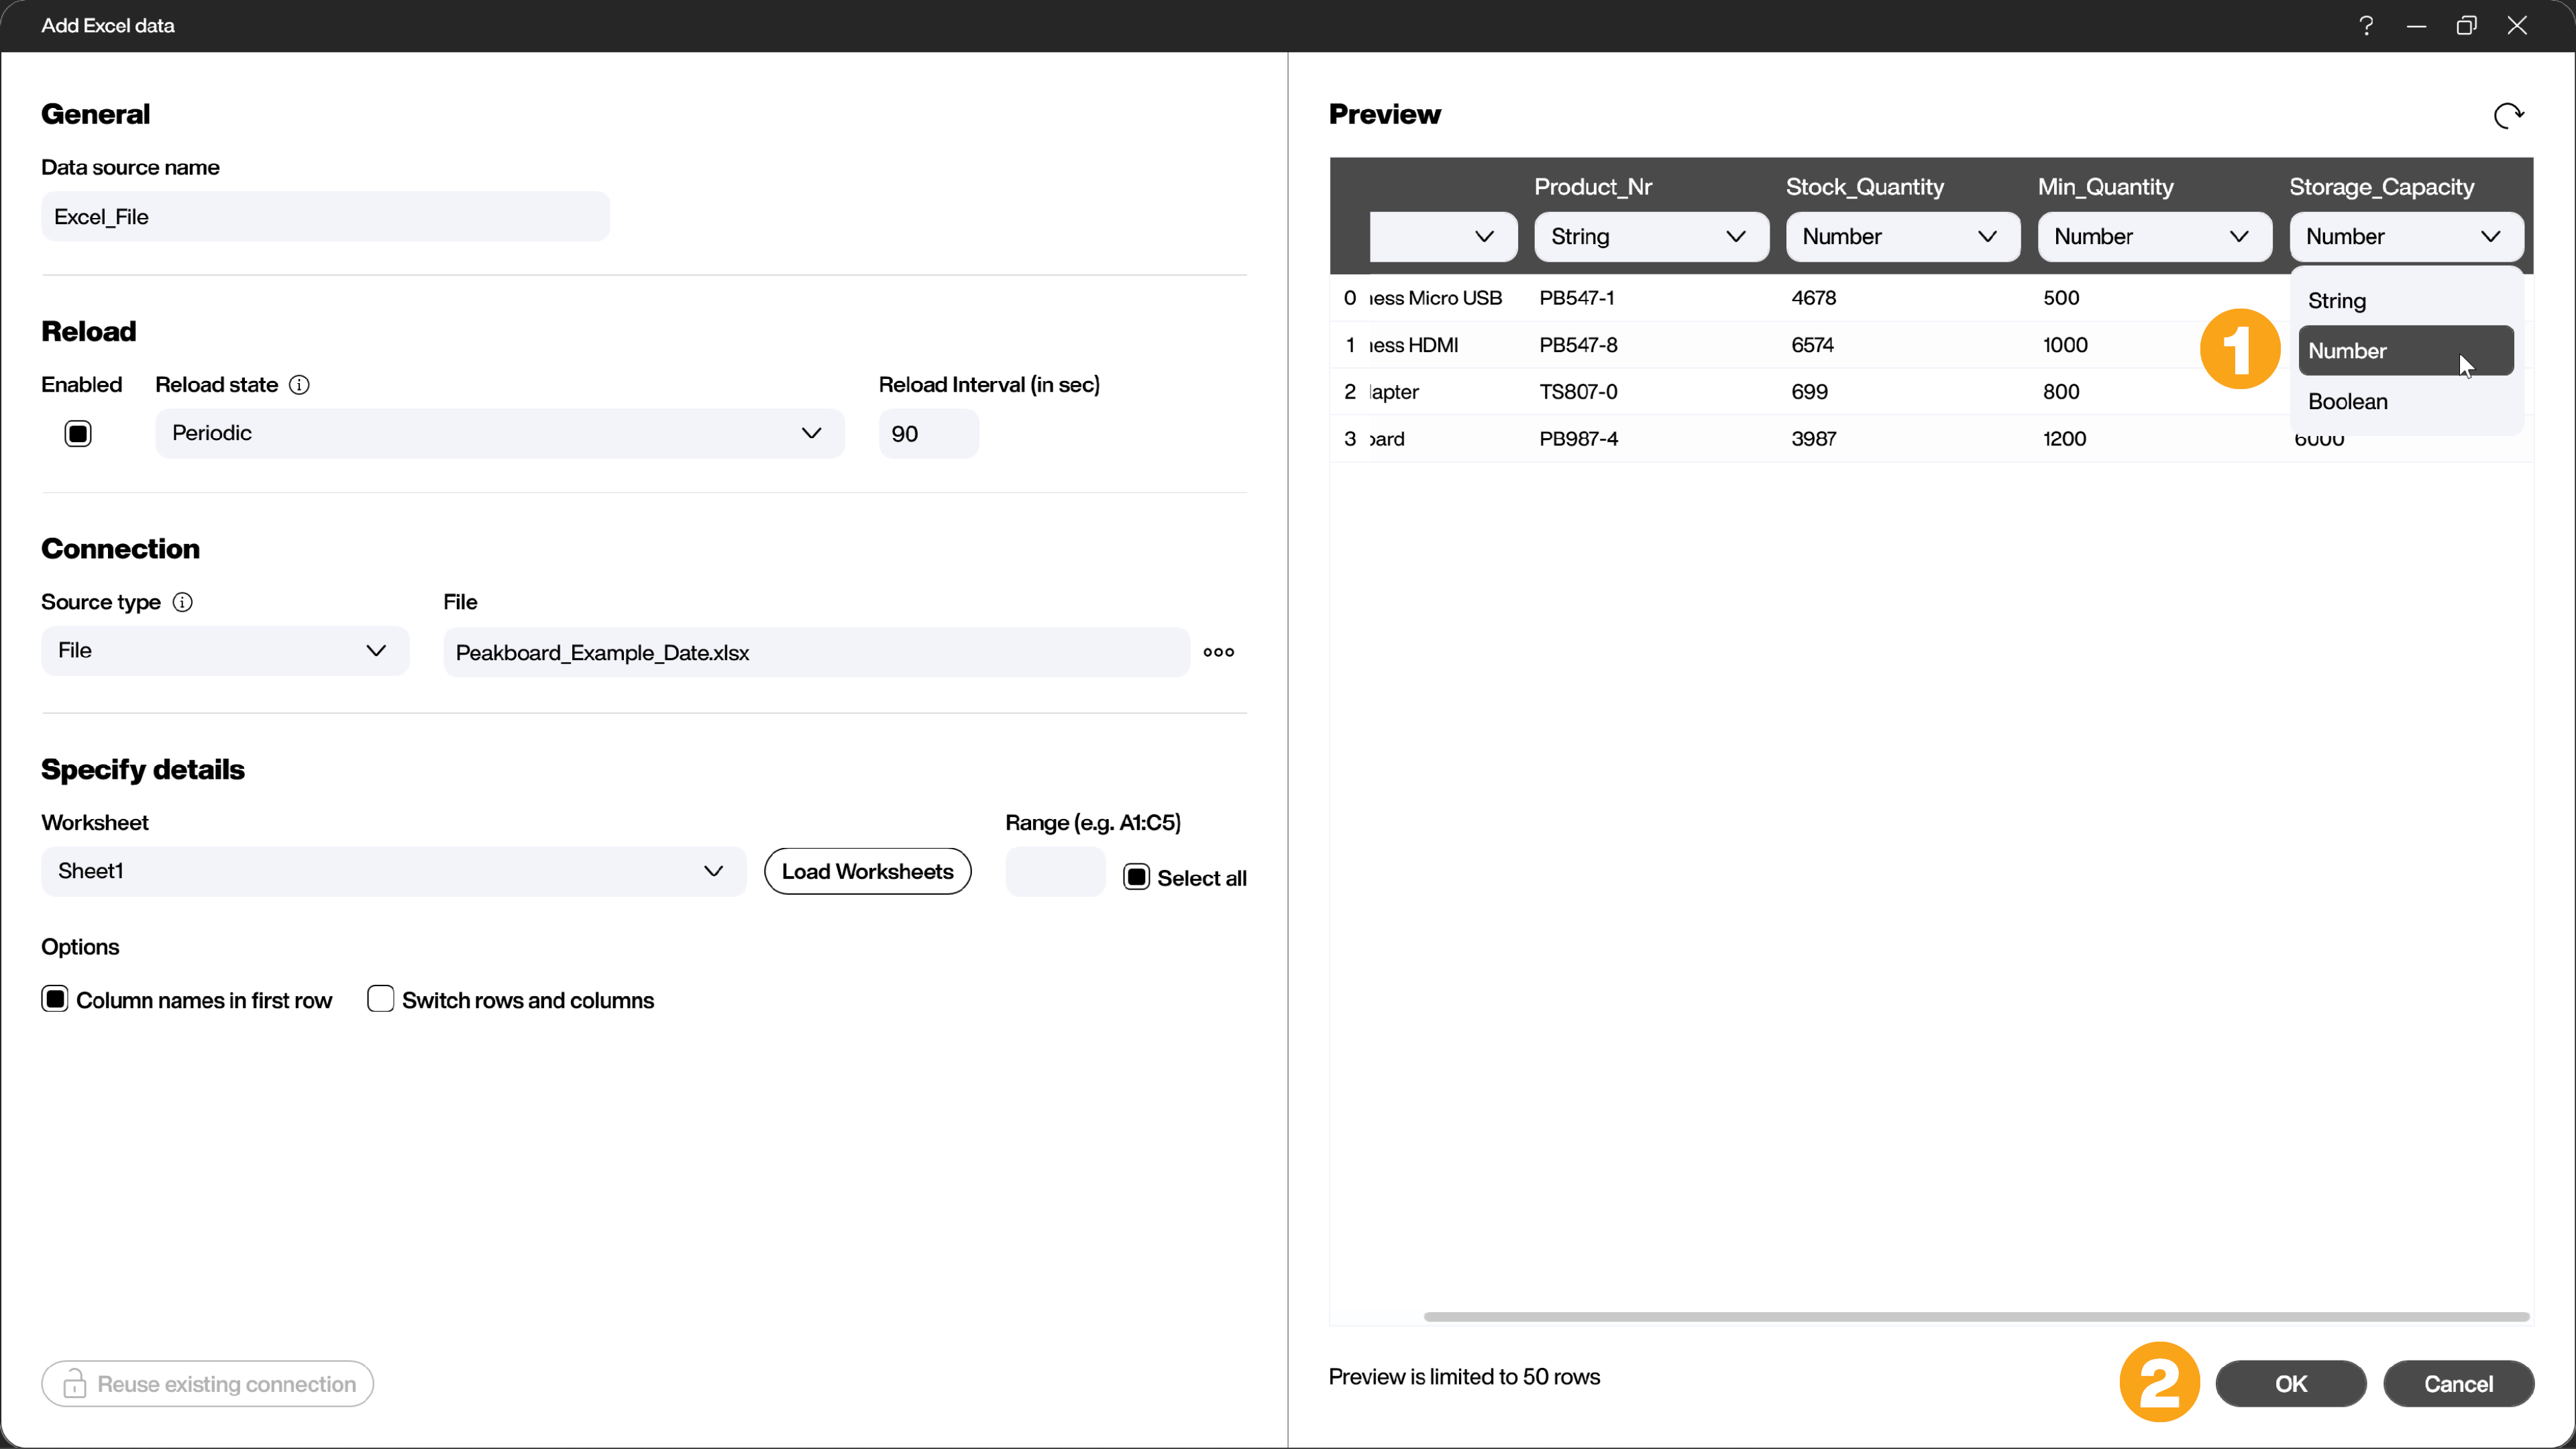 Add Excel data
?
General
Data source name
Excel_File
Reload
Enabled Reload state Reload Interval (in sec)
Periodic 90
Connection
Source type File
File Peakboard_Example_Date.xlsx
Specify details
Worksheet Range (e.g. A1:C5)
Sheet1 Load Worksheets Select all
Options
Column names in first row Switch rows and columns
Reuse existing connection
Preview
Product_Nr Stock_Quantity Min_Quantity Storage_Capacity
String Number Number Number
0 ness Micro USB PB547-1 4678 500
1 ness HDMI PB547-8 6574 1000
2 lapter TS807-0 699 800
3 oard PB987-4 3987 1200 6000
String
1 Number
Boolean
Preview is limited to 50 rows
2 OK Cancel